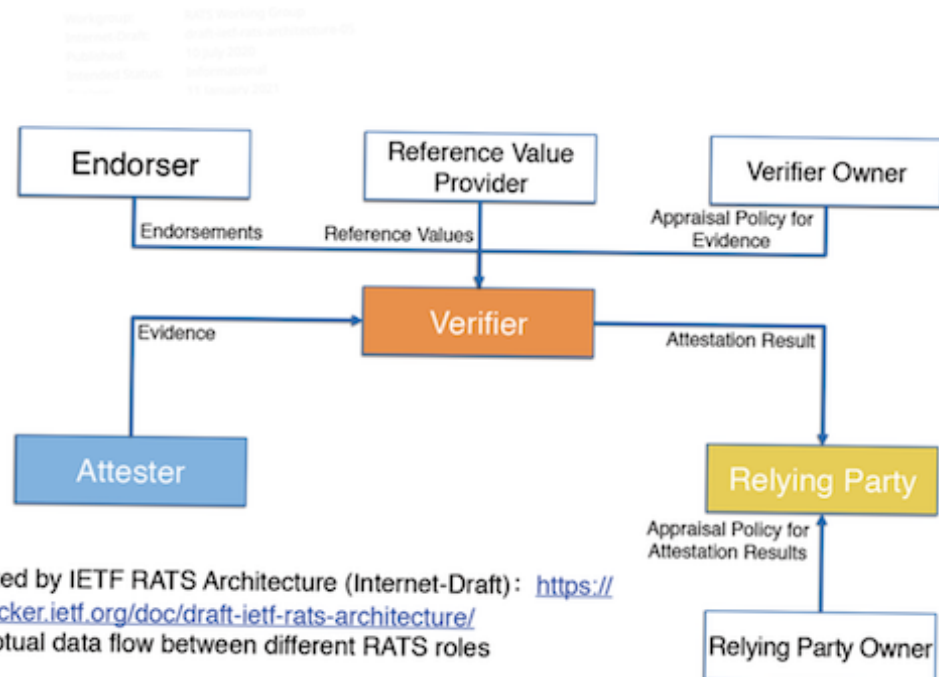 Endorser
Reference Value
Provider
Verifier Owner
Endorsements
Reference Values
Appraisal Policy for
Evidence
Verifier
Evidence
Attestation Result
Attester
Relying Party
Appraisal Policy for
Attestation Results
ed by IETF RATS Architecture (Internet-Draft): https://
cker.ietf.org/doc/draft-ietf-rats-architecture/
ptual data flow between different RATS roles
Relying Party Owner